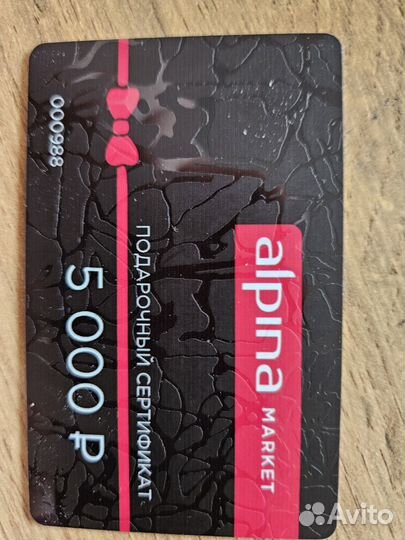 alpina
MARKET
ПОДАРОЧНЫЙ СЕРТИФИКАТ
5 000 ₽
000988
Avito